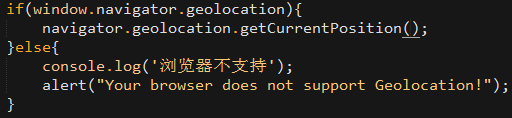 if(window.navigator.geolocation){
navigator.geolocation.getCurrentPosition();
}else{
console.log('浏览器不支持');
alert("Your browser does not support Geolocation!");
}